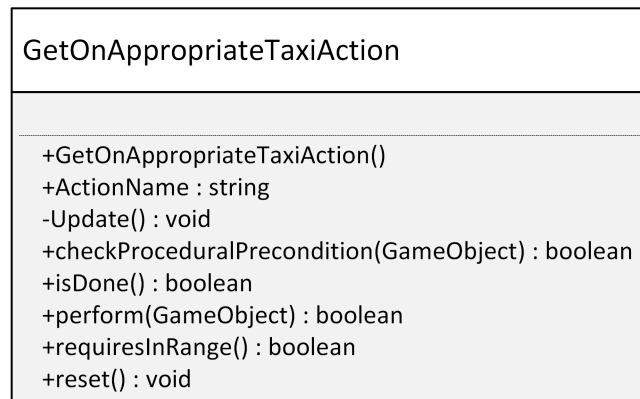 GetOnAppropriateTaxiAction
+GetOnAppropriateTaxiAction()
+ActionName : string
-Update() : void
+checkProceduralPrecondition(GameObject) : boolean
+isDone() : boolean
+perform(GameObject) : boolean
+requiresInRange() : boolean
+reset() : void